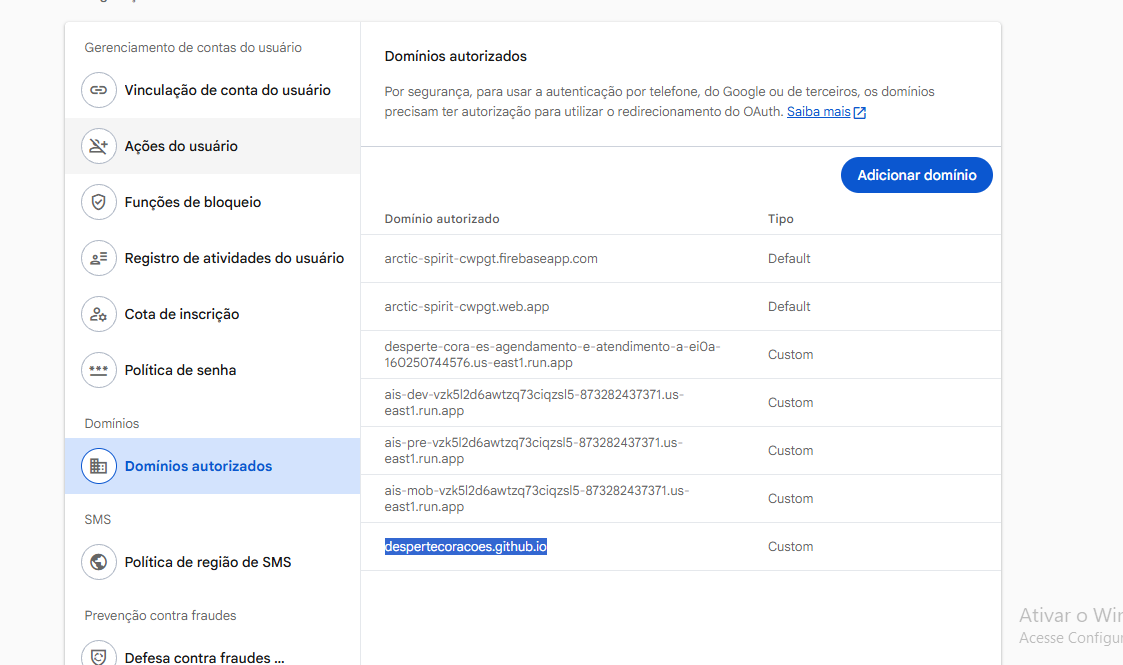 Gerenciamento de contas do usuário
Vinculação de conta do usuário
Ações do usuário
Funções de bloqueio
Registro de atividades do usuário
Cota de inscrição
Política de senha
Domínios
Domínios autorizados
SMS
Política de região de SMS
Prevenção contra fraudes
Defesa contra fraudes ...
Domínios autorizados
Por segurança, para usar a autenticação por telefone, do Google ou de terceiros, os domínios
precisam ter autorização para utilizar o redirecionamento do OAuth. Saiba mais
Adicionar domínio
Domínio autorizado Tipo
arctic-spirit-cwpgt.firebaseapp.com Default
arctic-spirit-cwpgt.web.app Default
desperte-cora-es-agendamento-e-atendimento-a-ei0a-
160250744576.us-east1.run.app Custom
ais-dev-vzk5l2d6awtzq73ciqzsl5-873282437371.us-
east1.run.app Custom
ais-pre-vzk5l2d6awtzq73ciqzsl5-873282437371.us-
east1.run.app Custom
ais-mob-vzk5l2d6awtzq73ciqzsl5-873282437371.us-
east1.run.app Custom
despertecoracoes.github.io Custom
Ativar o Wir
Acesse Configur